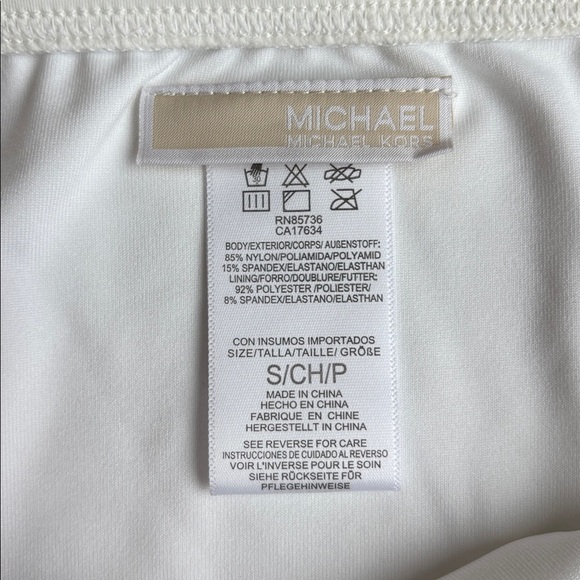 MICHAEL
MICHAEL KORS
30
RN85736
CA17634
BODY/EXTERIOR/CORPS/ AUßENSTOFF:
85% NYLON/POLIAMIDA/POLYAMID
15% SPANDEX/ELASTANO/ELASTHAN
LINING/FORRO/DOUBLURE/FUTTER:
92% POLYESTER /POLIESTER/
8% SPANDEX/ELASTANO/ELASTHAN
CON INSUMOS IMPORTADOS
SIZE/TALLA/TAILLE/ GRÖßE
S/CH/P
MADE IN CHINA
HECHO EN CHINA
FABRIQUE EN CHINE
HERGESTELLT IN CHINA
SEE REVERSE FOR CARE
INSTRUCCIONES DE CUIDADO AL REVERSO
VOIR L'INVERSE POUR LE SOIN
SIEHE RÜCKSEITE FÜR
PFLEGEHINWEISE